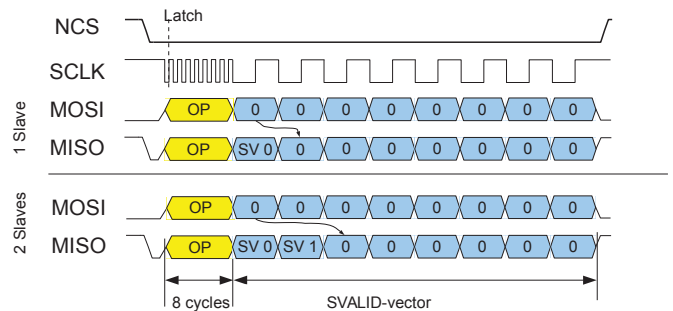 Latch
NCS
SCLK
1 Slave
MOSI OP 0 0 0 0 0 0 0 0
MISO OP SV 0 0 0 0 0 0 0 0
2 Slaves
MOSI OP 0 0 0 0 0 0 0 0
MISO OP SV 0 SV 1 0 0 0 0 0 0
8 cycles SVALID-vector